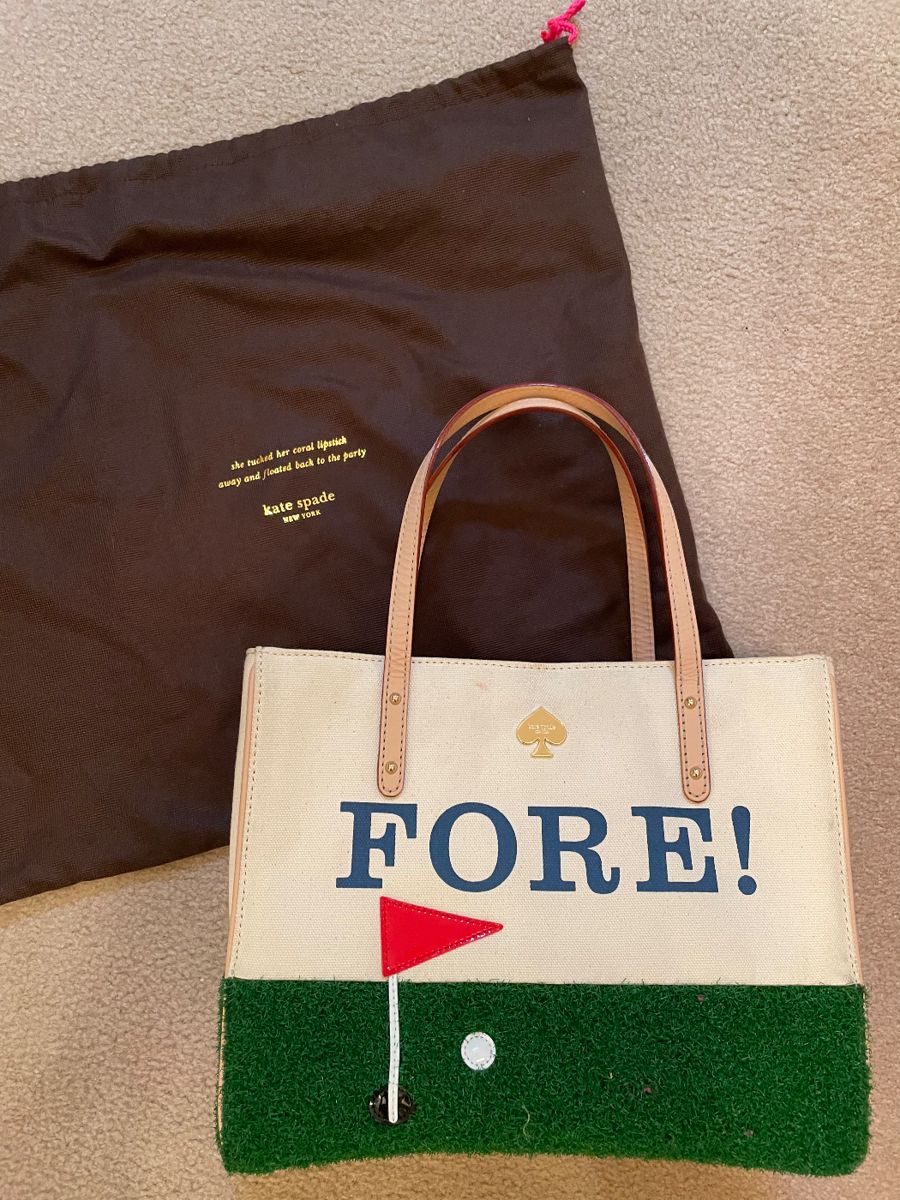 she tucked her coral lipstick
away and floated back to the party
kate spade
NEW YORK
FORE!